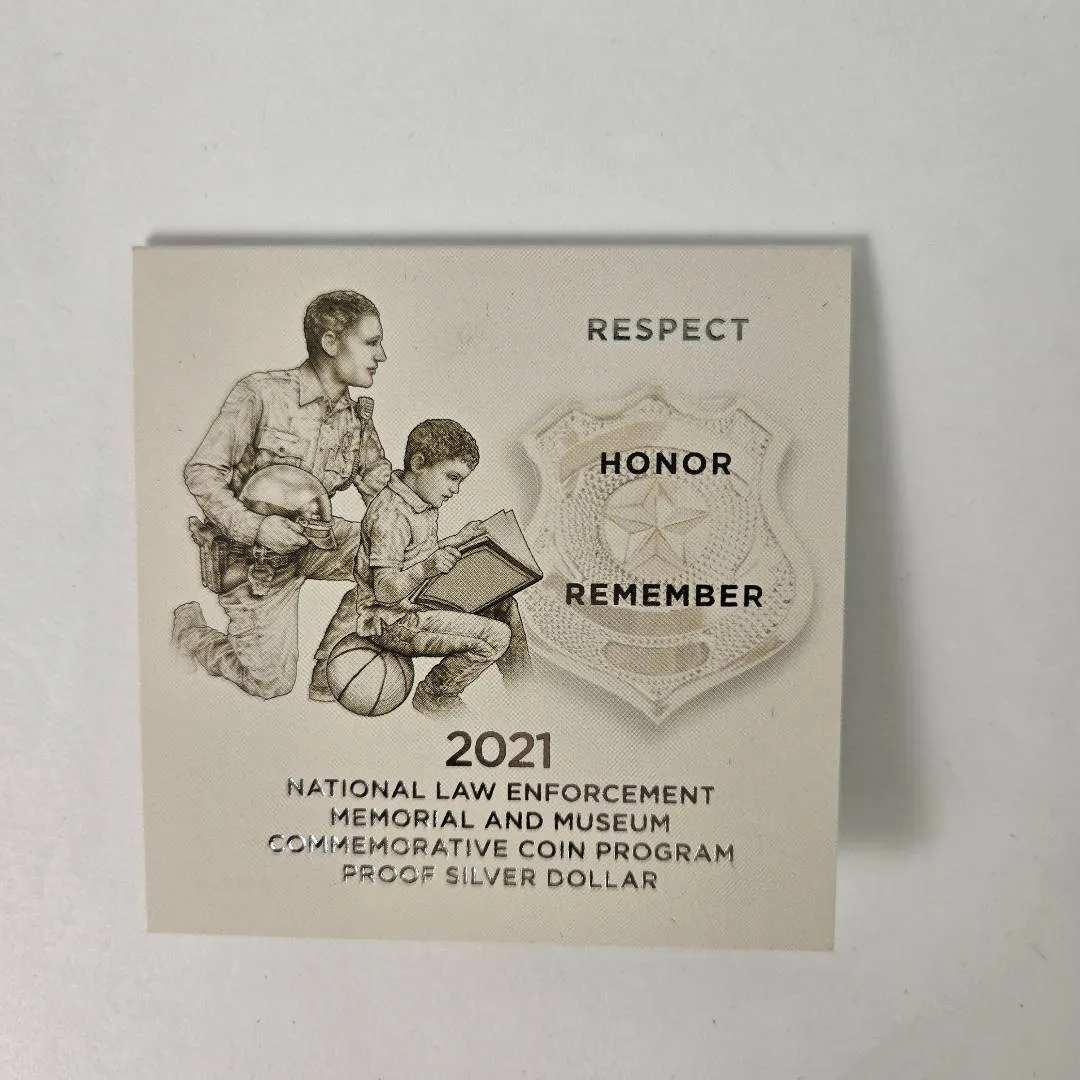 RESPECT
HONOR
REMEMBER
2021
NATIONAL LAW ENFORCEMENT
MEMORIAL AND MUSEUM
COMMEMORATIVE COIN PROGRAM
PROOF SILVER DOLLAR